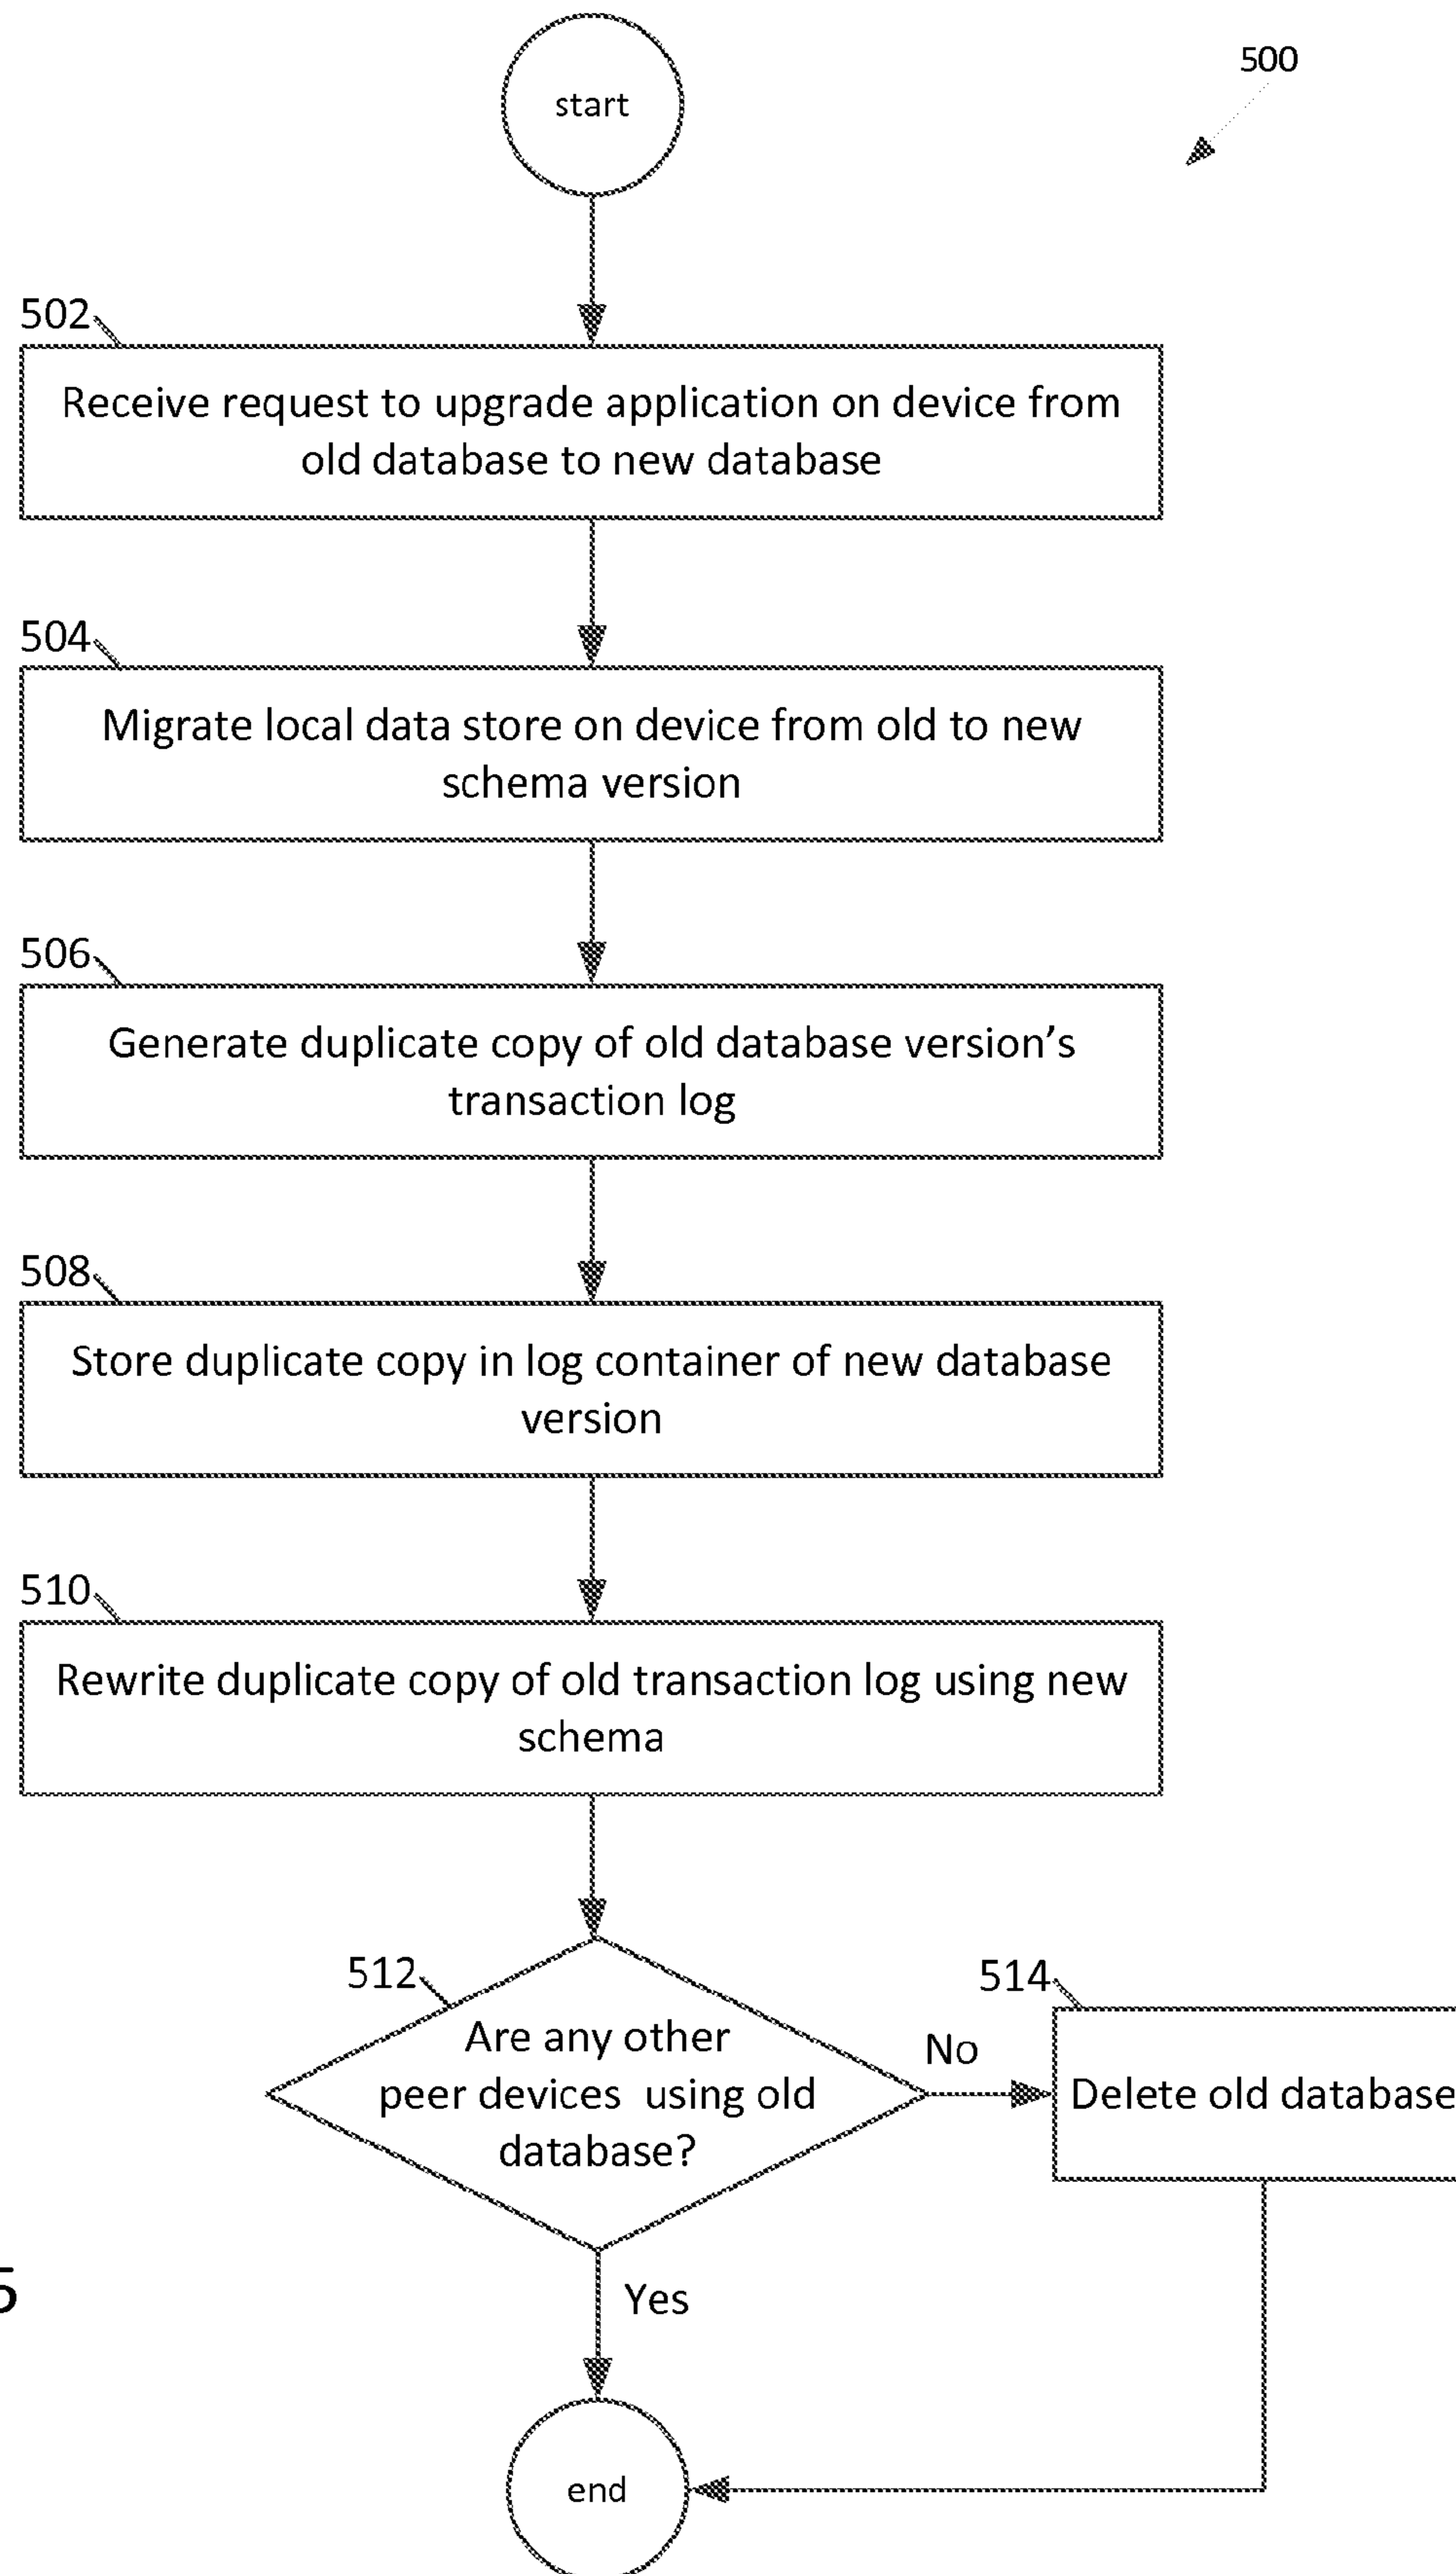 start
500
502
Receive request to upgrade application on device from
old database to new database
504
Migrate local data store on device from old to new
schema version
506
Generate duplicate copy of old database version’s
transaction log
508
Store duplicate copy in log container of new database
version
510
Rewrite duplicate copy of old transaction log using new
schema
512
Are any other
peer devices  using old
database?
No
514
Delete old database
5
Yes
end